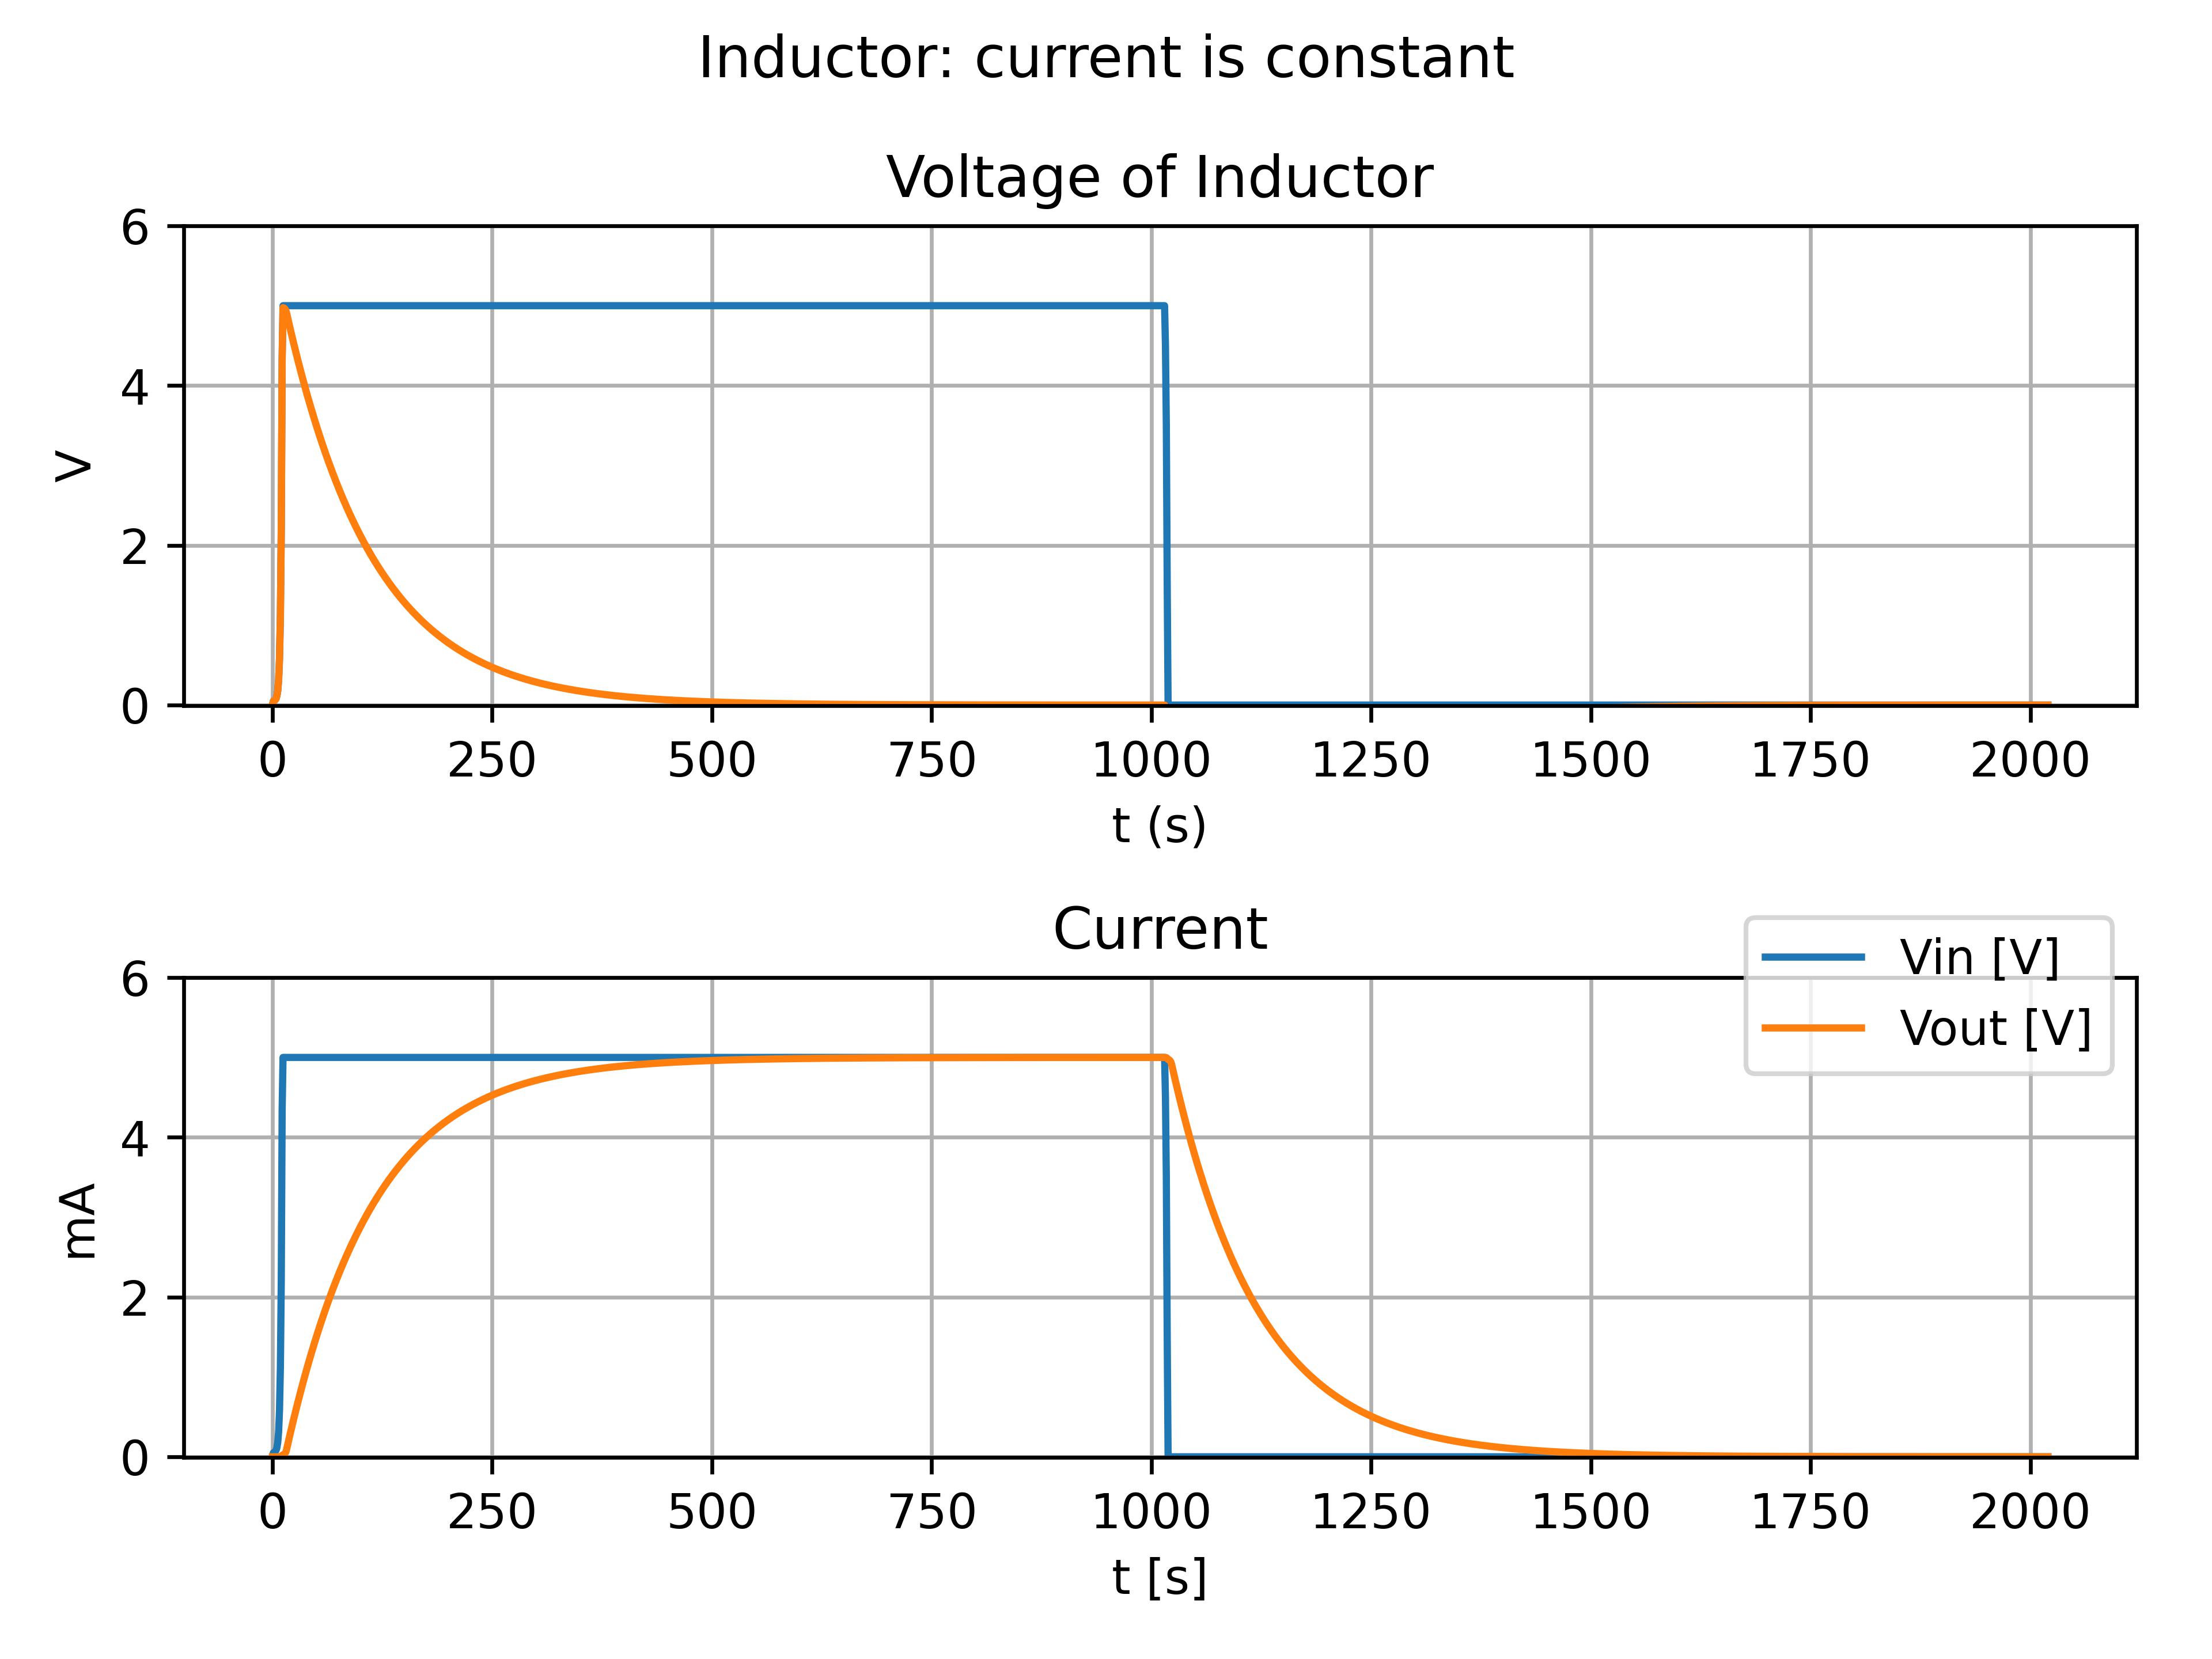 Inductor: current is constant
Voltage of Inductor
6
4
2
0
V
0 250 500 750 1000 1250 1500 1750 2000
t (s)
Current
Vin [V]
Vout [V]
6
4
2
0
mA
0 250 500 750 1000 1250 1500 1750 2000
t [s]